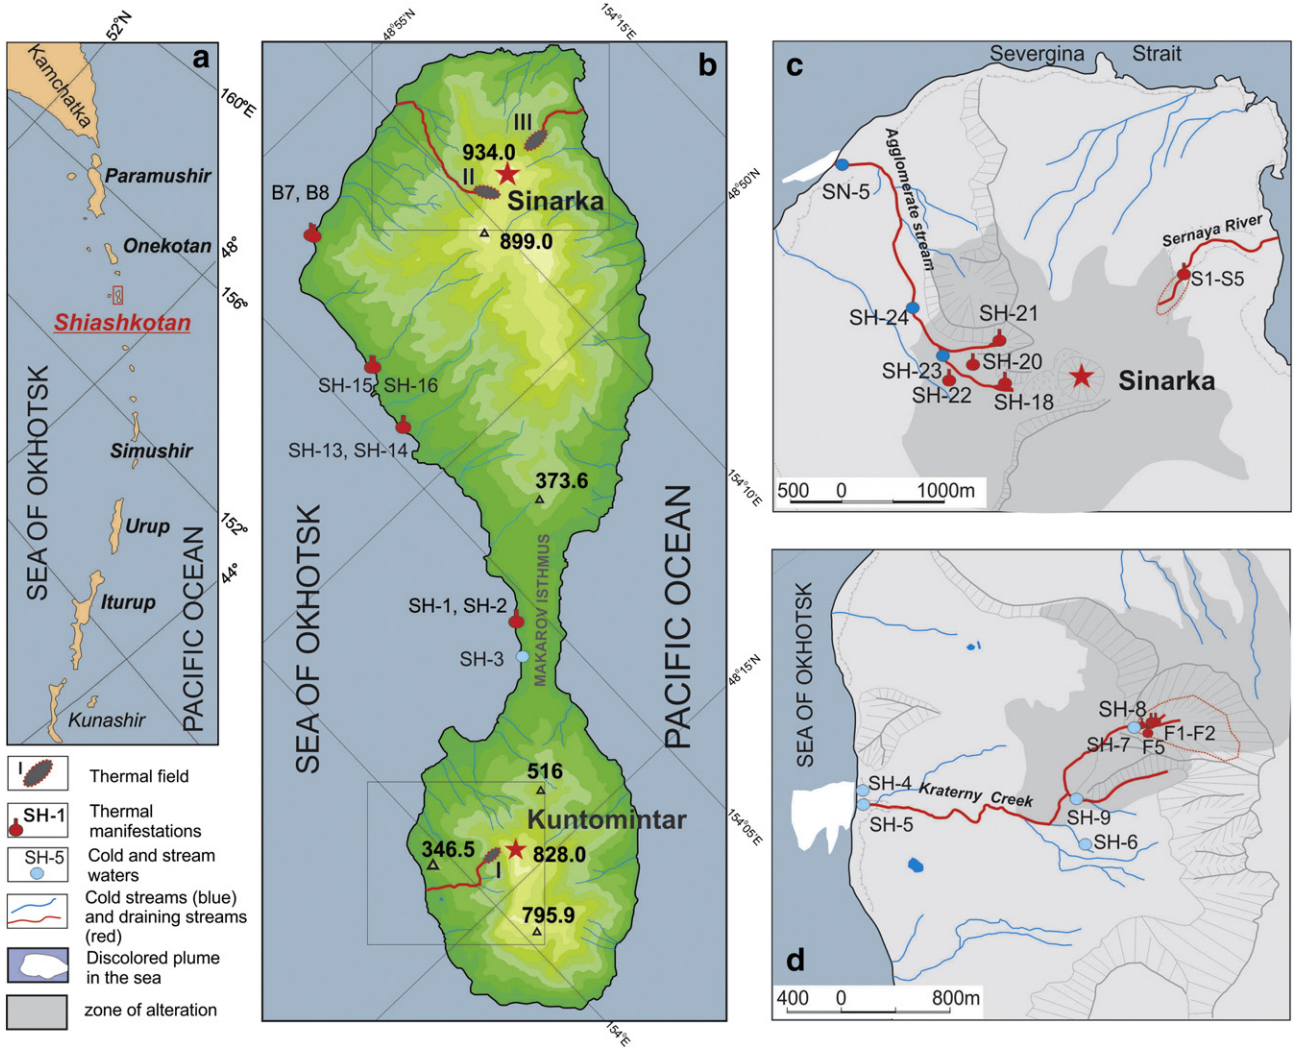 a
52°N
160°E
48°
156°
152°
44°
Kamchatka
Paramushir
Onekotan
Shiashkotan
Simushir
Urup
Iturup
Kunashir
SEA OF OKHOTSK
PACIFIC OCEAN
I
Thermal field
SH-1
Thermal
manifestations
SH-5
Cold and stream
waters
Cold streams (blue)
and draining streams
(red)
Discolored plume
in the sea
zone of alteration
b
48°55'N
154°15'E
48°50'N
154°10'E
48°15'N
154°05'E
154°E
III
934.0
II
Sinarka
B7, B8
899.0
SH-15, SH-16
SH-13, SH-14
373.6
MAKAROV ISTHMUS
SH-1, SH-2
SH-3
SEA OF OKHOTSK
PACIFIC OCEAN
516
Kuntomintar
346.5
828.0
I
795.9
c
Severgina Strait
SN-5
Agglomerate stream
Sernaya River
S1-S5
SH-24
SH-21
SH-20
SH-23
SH-22
SH-18
Sinarka
500 0 1000m
d
SEA OF OKHOTSK
SH-8
F1-F2
SH-7
F5
SH-4
Kraterny Creek
SH-5
SH-9
SH-6
400 0 800m